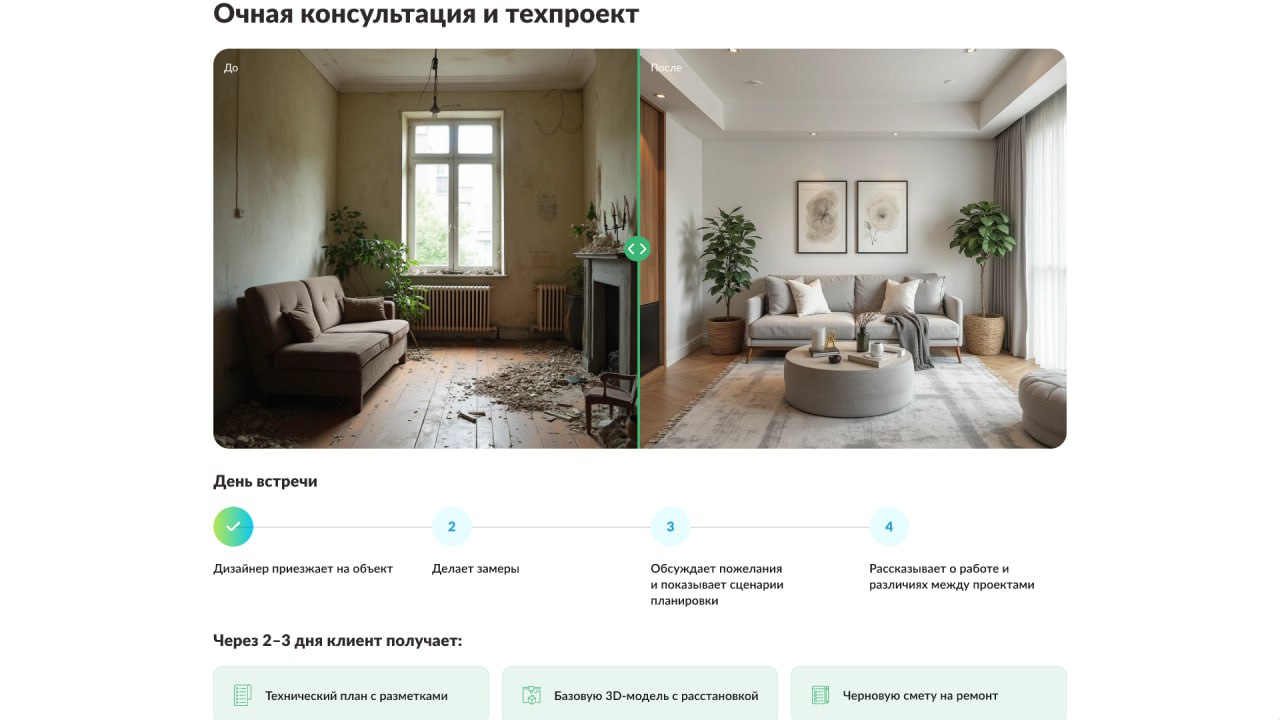 Очная консультация и техпроект
До
После
День встречи
2
3
4
Дизайнер приезжает на объект
Делает замеры
Обсуждает пожелания
и показывает сценарии
планировки
Рассказывает о работе и
различиях между проектами
Через 2–3 дня клиент получает:
Технический план с разметками
Базовую 3D-модель с расстановкой
Черновую смету на ремонт